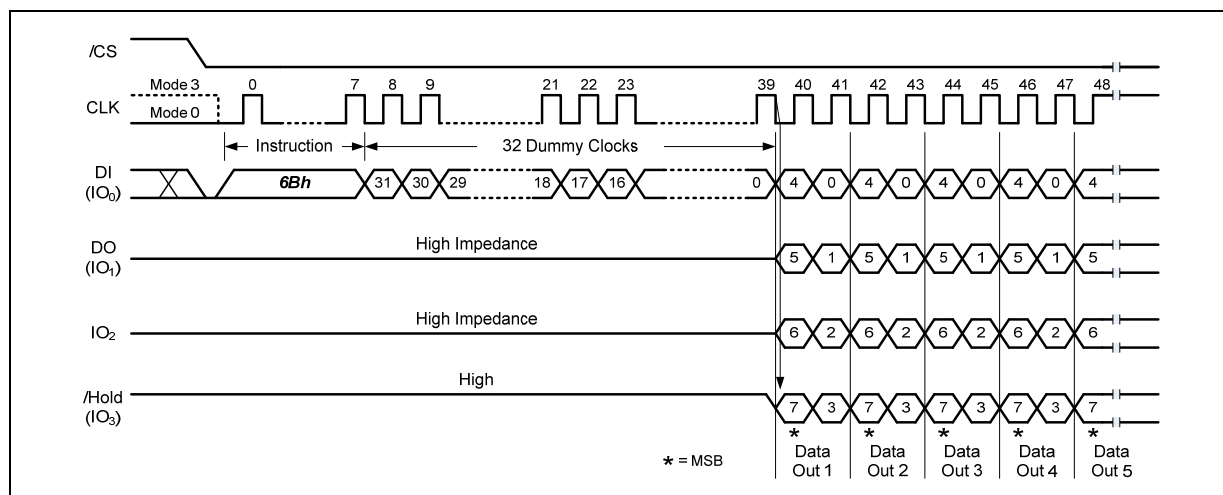 /CS
Mode 3 0 7 8 9 21 22 23 39 40 41 42 43 44 45 46 47 48
CLK Mode 0
Instruction 32 Dummy Clocks
DI (IO0) 6Bh 31 30 29 18 17 16 0 4 0 4 0 4 0 4 0 4
High Impedance
DO (IO1) 5 1 5 1 5 1 5 1 5
High Impedance
IO2 6 2 6 2 6 2 6 2 6
High
/Hold (IO3) 7 3 7 3 7 3 7 3 7
* * * * *
* = MSB
Data Out 1 Data Out 2 Data Out 3 Data Out 4 Data Out 5